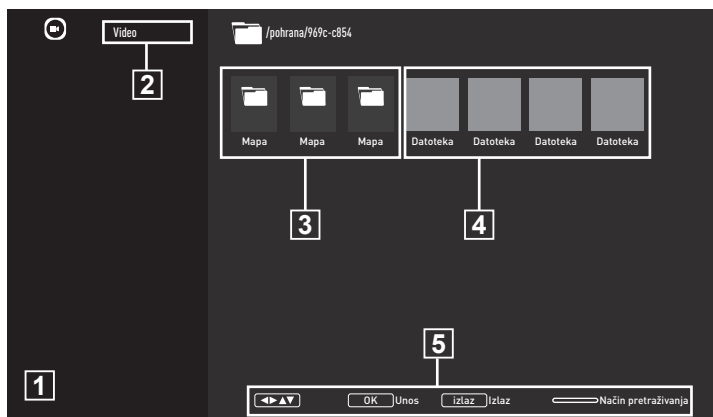 Video
/pohrana/969c-c854
2
Mapa Mapa Mapa Datoteka Datoteka Datoteka Datoteka
3 4
5
1
OK Unos izlaz Izlaz Način pretraživanja